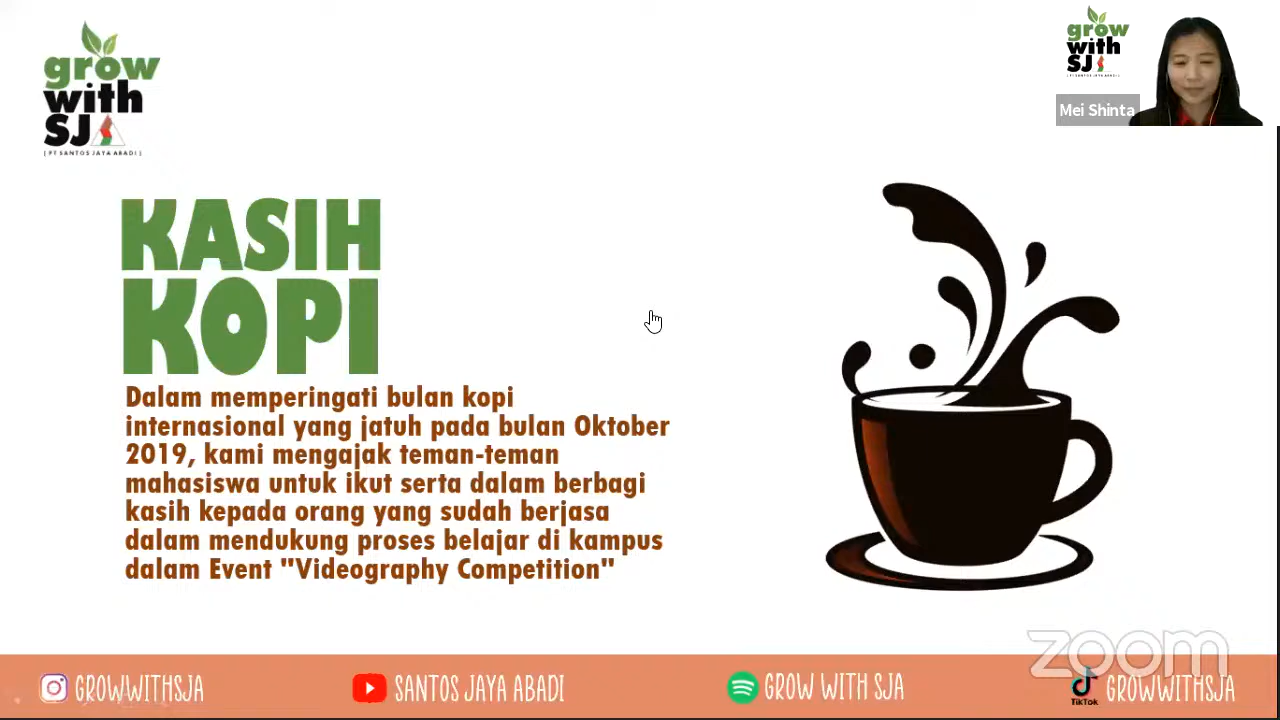 grow
with
SJA
[ PT SANTOS JAYA ABADI ]
grow
with
SJ
Mei Shinta
KASIH
KOPI
Dalam memperingati bulan kopi
internasional yang jatuh pada bulan Oktober
2019, kami mengajak teman-teman
mahasiswa untuk ikut serta dalam berbagi
kasih kepada orang yang sudah berjasa
dalam mendukung proses belajar di kampus
dalam Event "Videography Competition"
zoom
GROWWITHSJA
SANTOS JAYA ABADI
GROW WITH SJA
TikTok
GROWWITHSJA